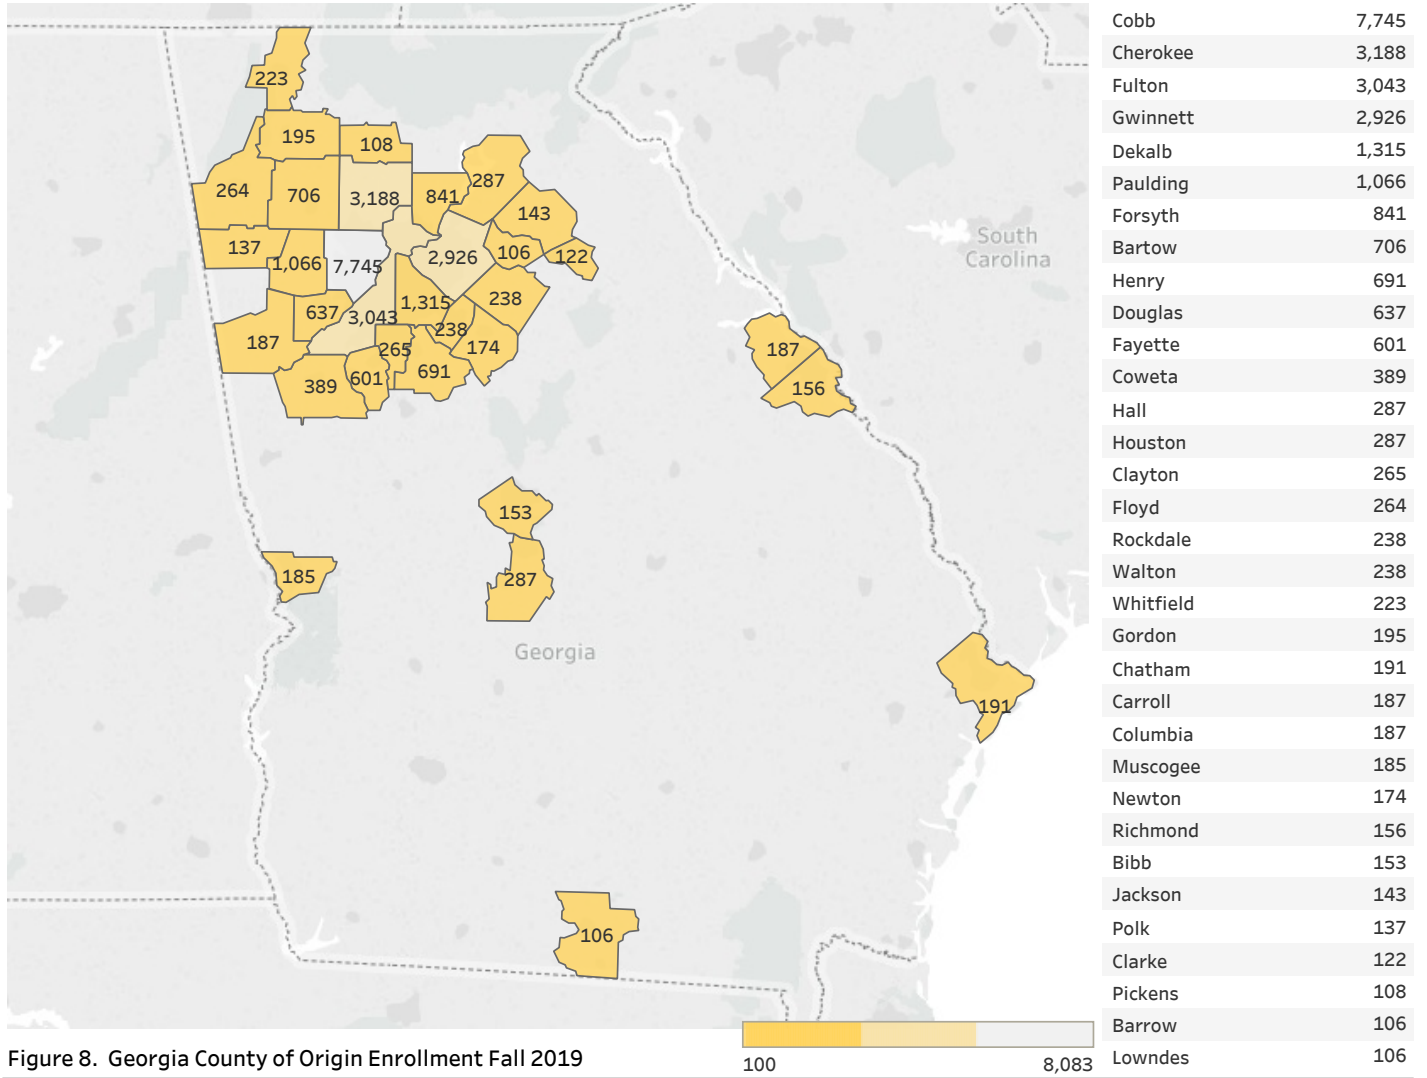 223
195
108
264
706
3,188
841
287
143
137
1,066
7,745
2,926
106
122
637
3,043
1,315
238
238
187
265
174
389
601
691
South
Carolina
187
156
153
185
287
Georgia
191
106
Cobb 7,745
Cherokee 3,188
Fulton 3,043
Gwinnett 2,926
Dekalb 1,315
Paulding 1,066
Forsyth 841
Bartow 706
Henry 691
Douglas 637
Fayette 601
Coweta 389
Hall 287
Houston 287
Clayton 265
Floyd 264
Rockdale 238
Walton 238
Whitfield 223
Gordon 195
Chatham 191
Carroll 187
Columbia 187
Muscogee 185
Newton 174
Richmond 156
Bibb 153
Jackson 143
Polk 137
Clarke 122
Pickens 108
Barrow 106
Lowndes 106
100 8,083
Figure 8. Georgia County of Origin Enrollment Fall 2019